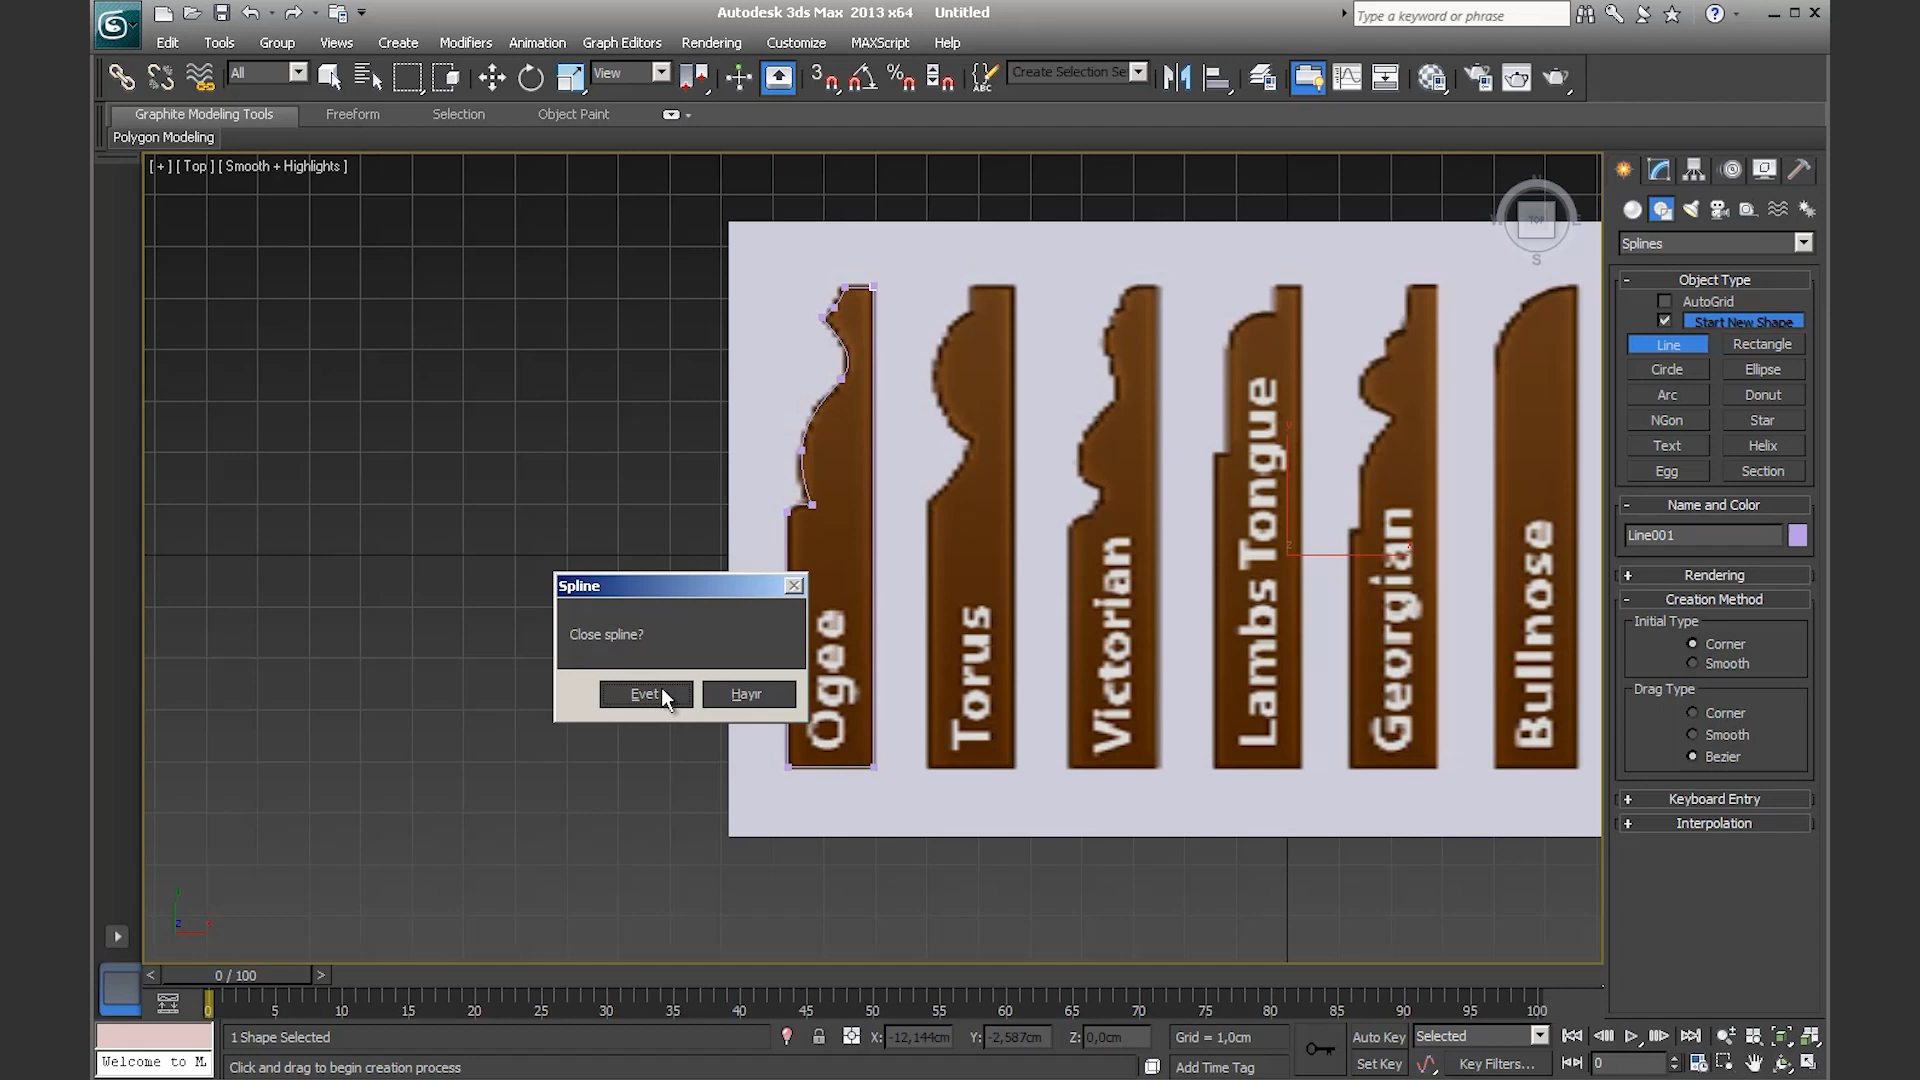 Autodesk 3ds Max 2013 x64 Untitled
Type a keyword or phrase
Edit Tools Group Views Create Modifiers Animation Graph Editors Rendering Customize MAXScript Help
All
View
3
ABC
Create Selection Se
Graphite Modeling Tools Freeform Selection Object Paint
Polygon Modeling
[ + ] [ Top ] [ Smooth + Highlights ]
TOP
S
Ogee
Torus
Victorian
Lambs Tongue
Georgian
Bullnose
Spline
Close spline?
Evet Hayır
Splines
Object Type
AutoGrid
Start New Shape
Line Rectangle
Circle Ellipse
Arc Donut
NGon Star
Text Helix
Egg Section
Name and Color
Line001
Rendering
Creation Method
Initial Type
Corner
Smooth
Drag Type
Corner
Smooth
Bezier
Keyboard Entry
Interpolation
< 0 / 100 >
0 5 10 15 20 25 30 35 40 45 50 55 60 65 70 75 80 85 90 95 100
1 Shape Selected X: -12,144cm Y: -2,587cm Z: 0,0cm Grid = 1,0cm Auto Key Selected
Welcome to M. Click and drag to begin creation process Add Time Tag Set Key Key Filters... 0